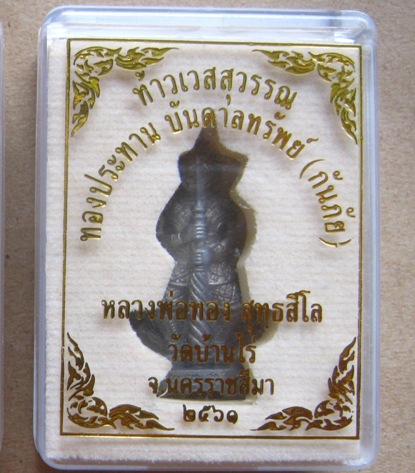 ท้าวเวสสุวรรณ
ทองประทาน บันดาลทรัพย์ (กันภัย)
หลวงพ่อทอง สุทธสีโล
วัดบ้านไร่
จ.นครราชสีมา
๒๕๖๑